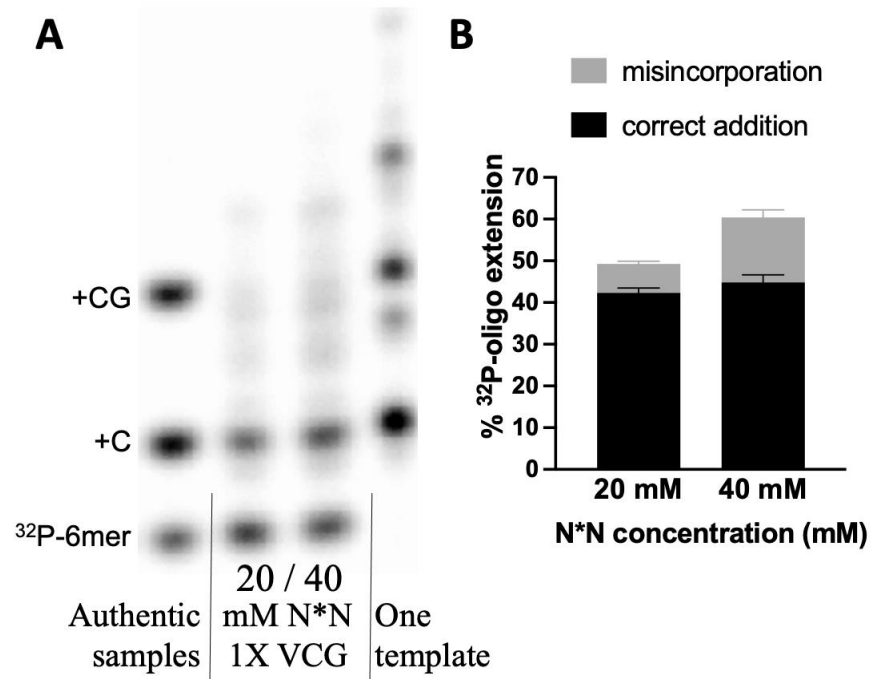 A
+CG
+C
³²P-6mer
20 / 40
Authentic mM N*N One
samples 1X VCG template
B
misincorporation
correct addition
% ³²P-oligo extension
70
60
50
40
30
20
10
0
20 mM 40 mM
N*N concentration (mM)